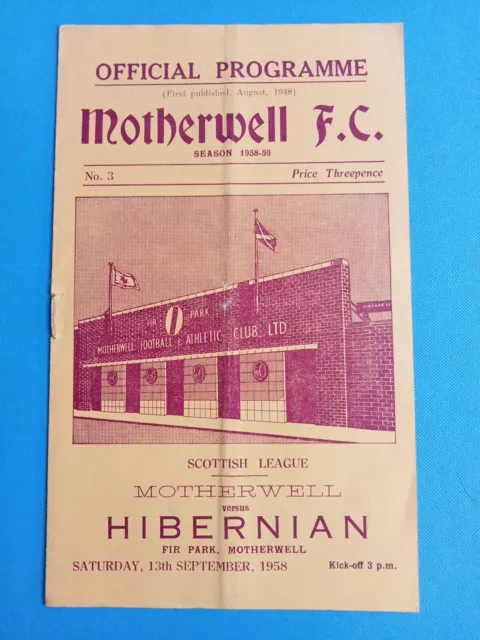 OFFICIAL PROGRAMME
(First published, August, 1948)
Motherwell F.C.
SEASON 1958-59
No. 3 Price Threepence
FIR PARK
MOTHERWELL FOOTBALL & ATHLETIC CLUB LTD
SCOTTISH LEAGUE
MOTHERWELL
versus
HIBERNIAN
FIR PARK, MOTHERWELL
SATURDAY, 13th SEPTEMBER, 1958 Kick-off 3 p.m.